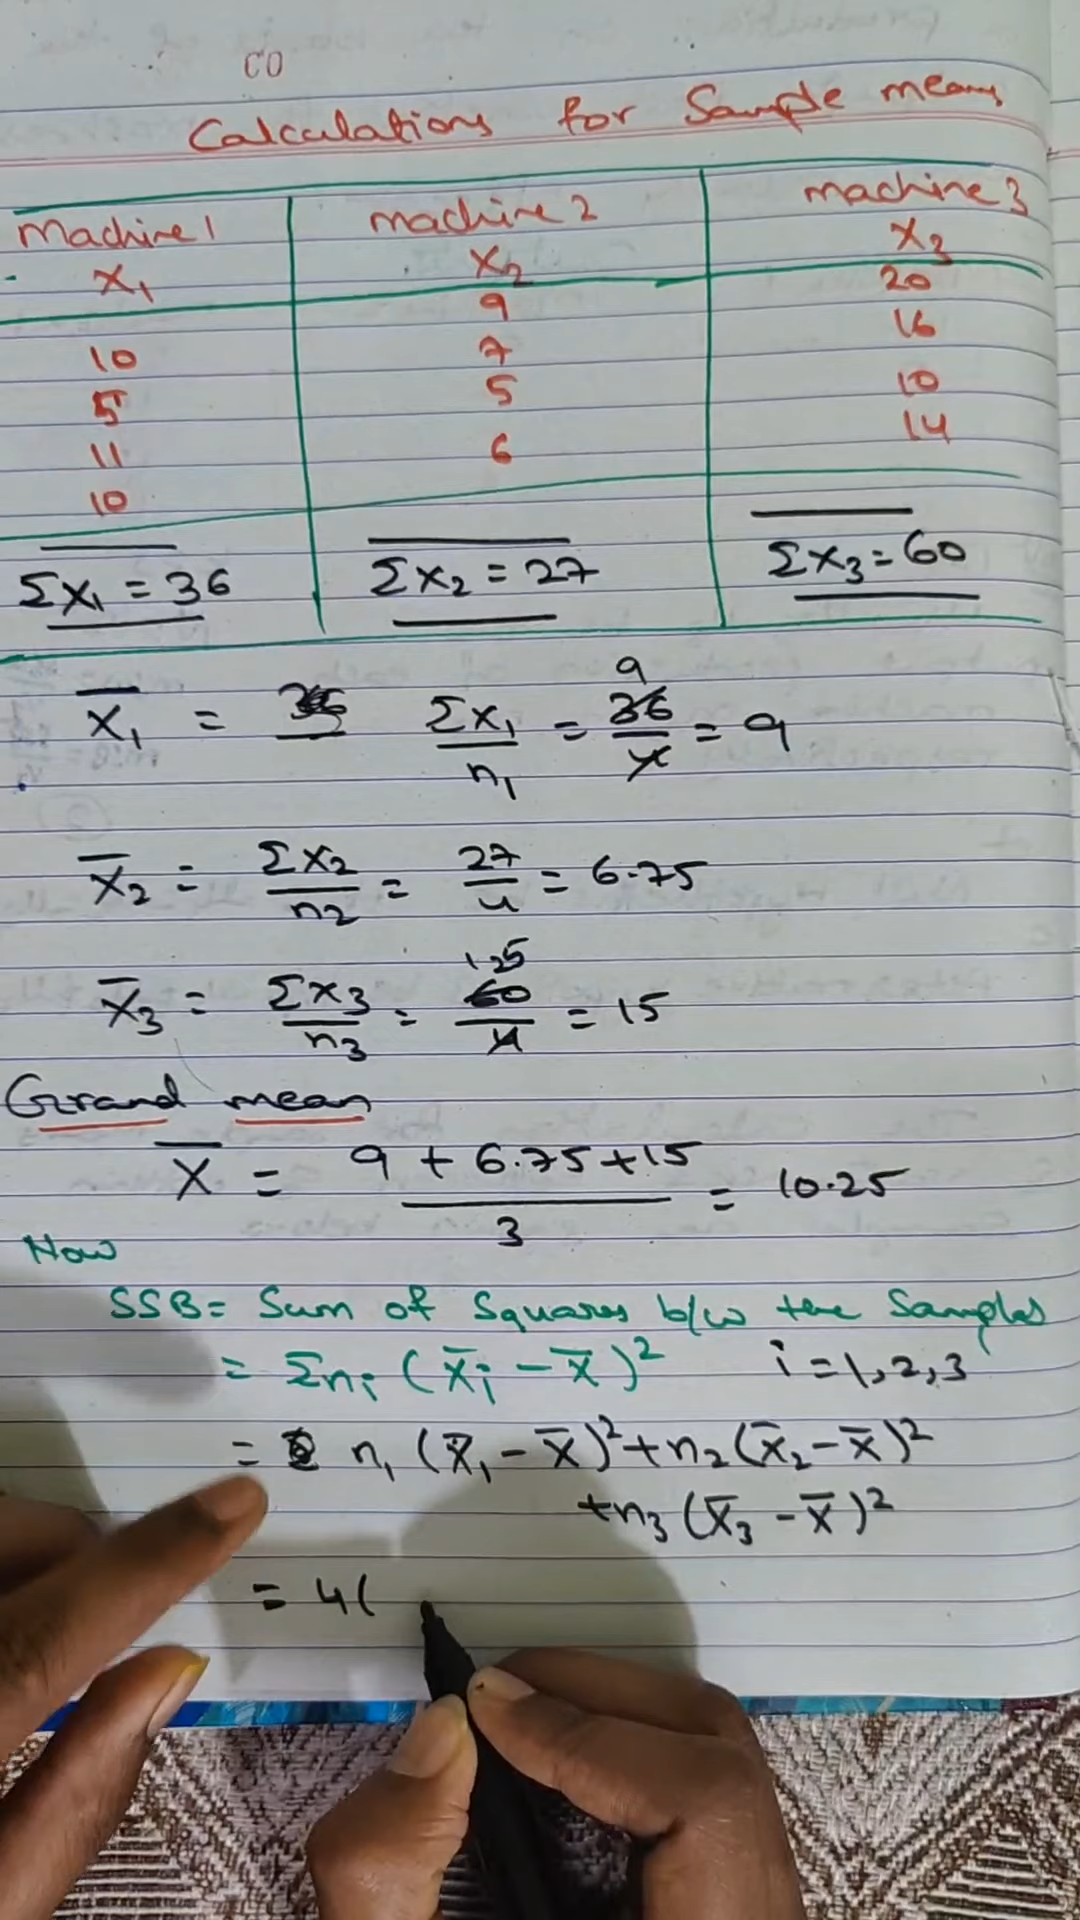 CO
Calculations for Sample means
Machine 1 machine 2 machine 3
X₁ X₂ X₃
10 9 20
5 7 16
11 5 10
10 6 14
ΣX₁ = 36 ΣX₂ = 27 ΣX₃ = 60
X̄₁ = ΣX₁/n₁ = 36/4 = 9
9
X̄₂ = ΣX₂/n₂ = 27/4 = 6.75
X̄₃ = ΣX₃/n₃ = 60/4 = 15
Grand mean
X̄ = (9 + 6.75 + 15)/3 = 10.25
Now
SSB = Sum of Squares b/w the Samples
= Σnᵢ (X̄ᵢ - X̄)² i = 1, 2, 3
= n₁ (X̄₁ - X̄)² + n₂ (X̄₂ - X̄)²
+ n₃ (X̄₃ - X̄)²
= 4(